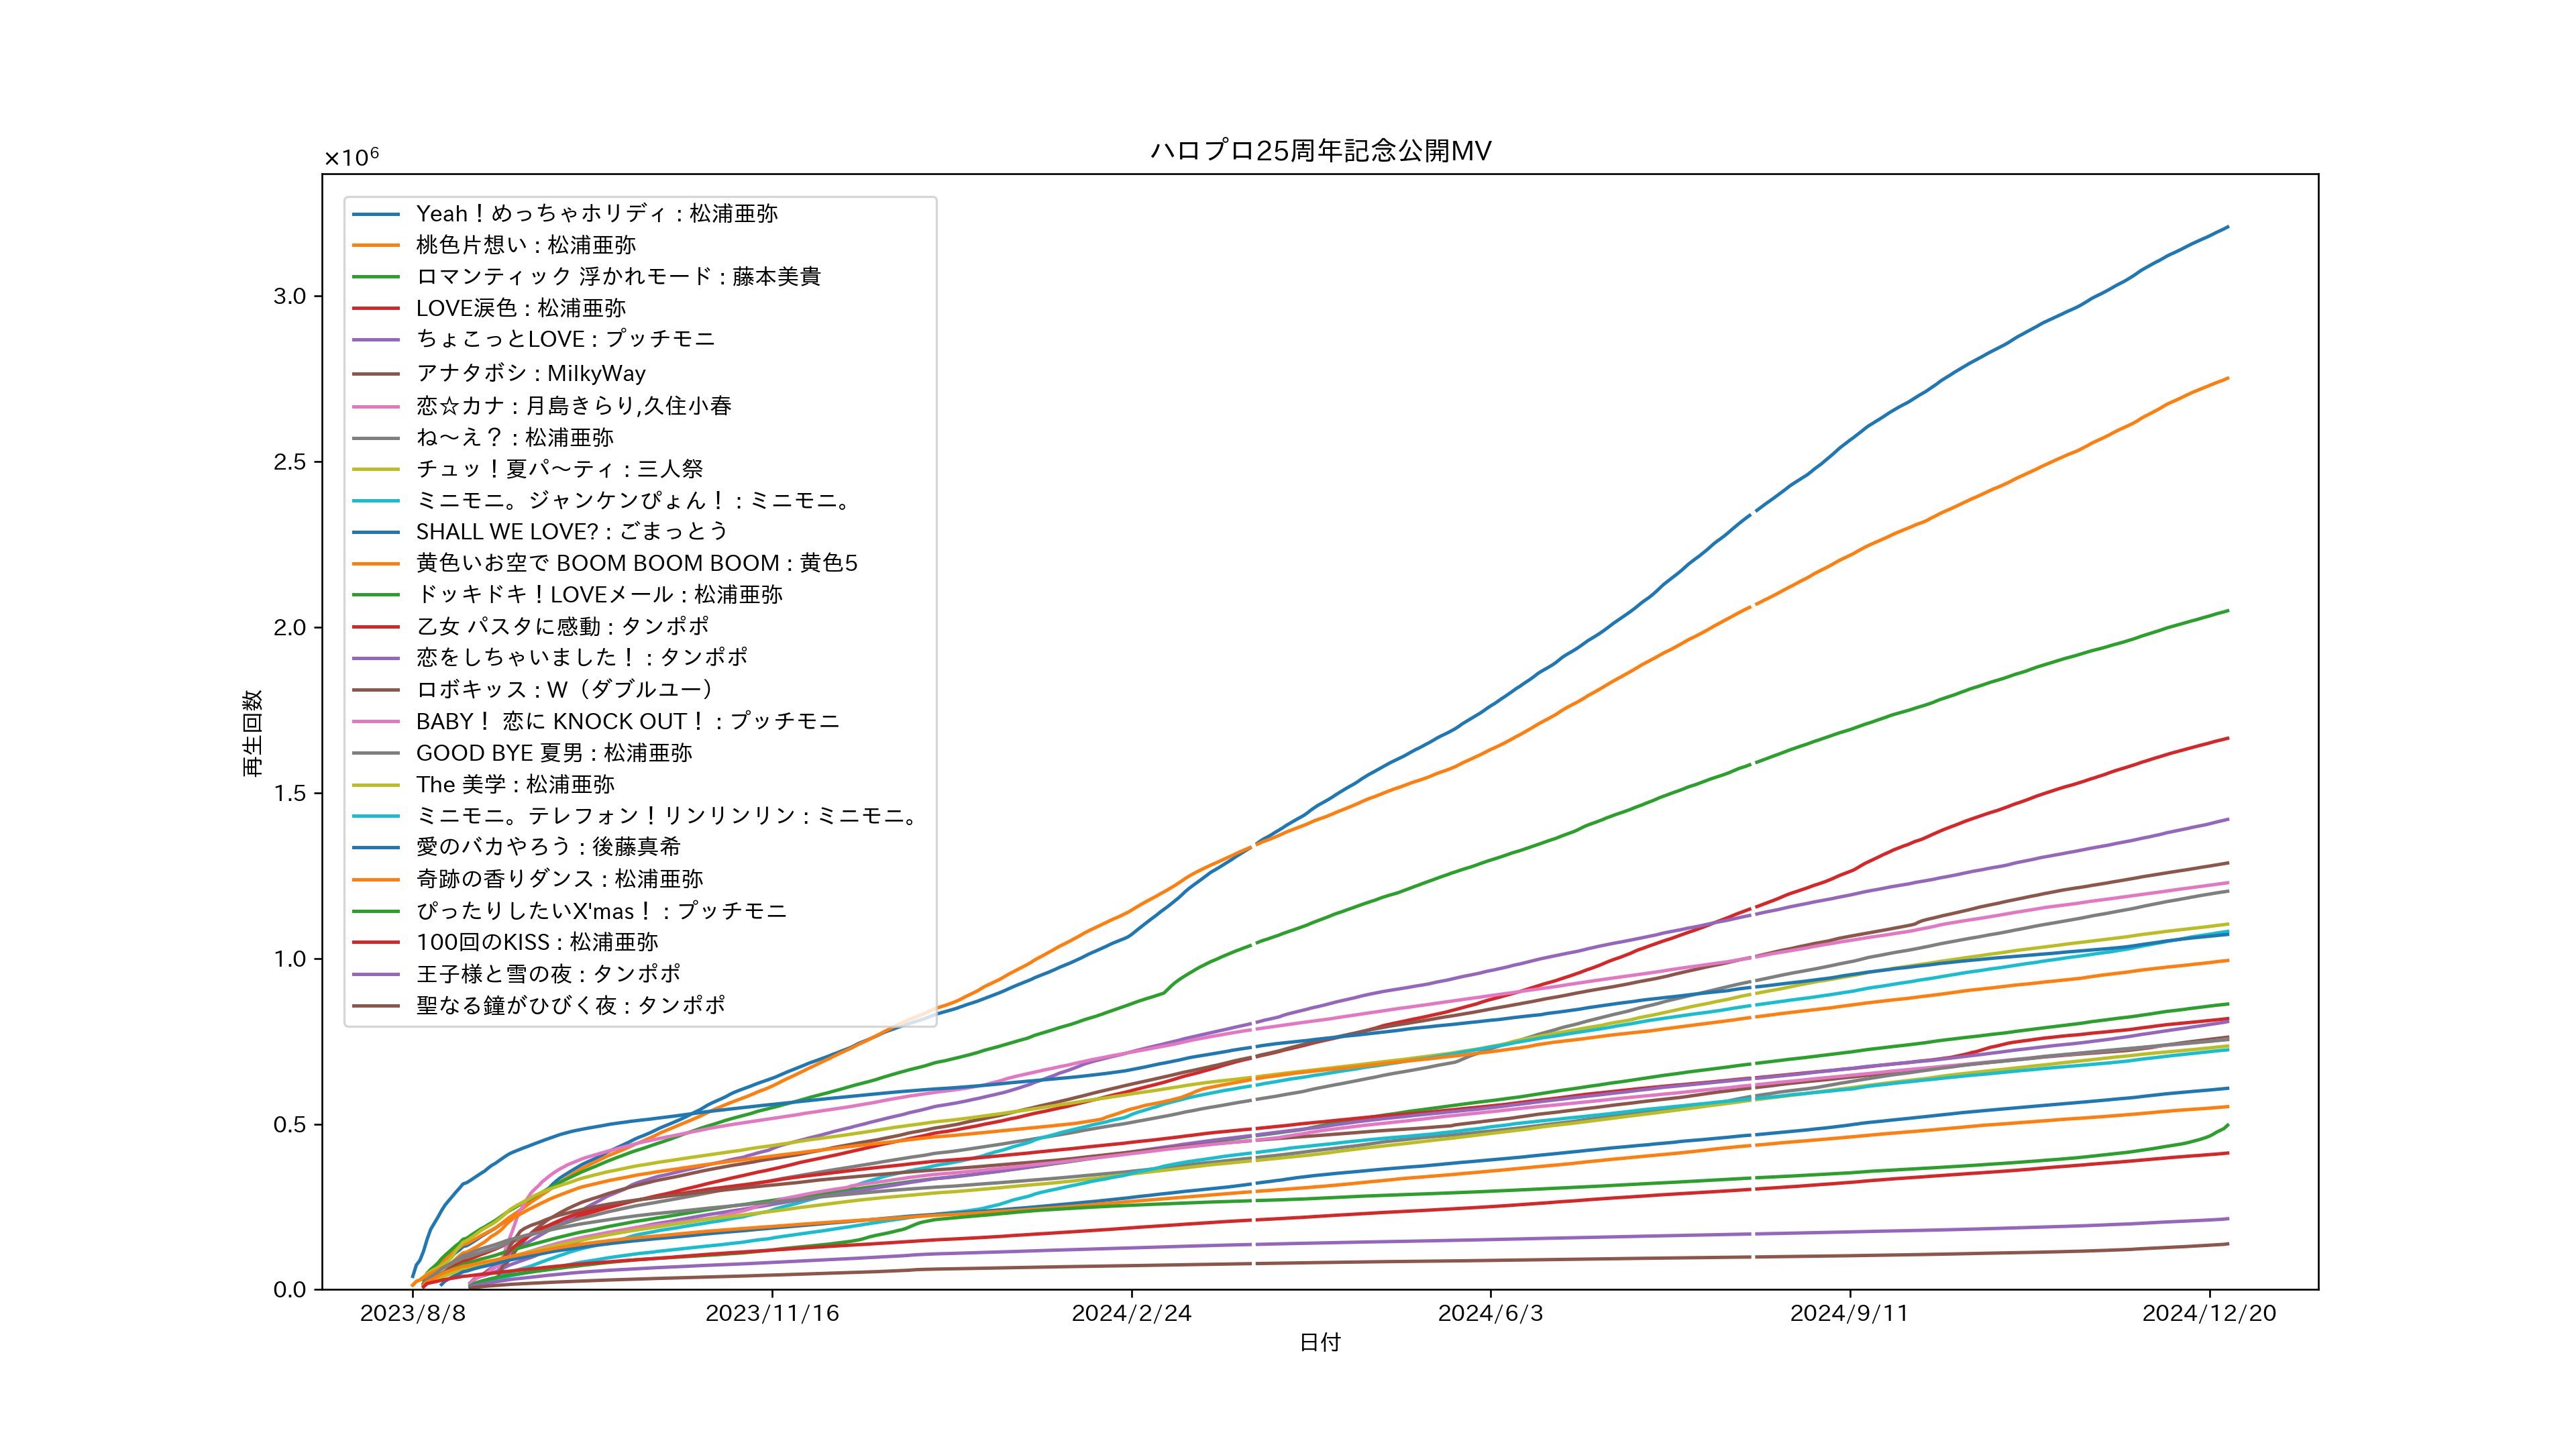 ハロプロ25周年記念公開MV
×10⁶
Yeah！めっちゃホリディ : 松浦亜弥
桃色片想い : 松浦亜弥
ロマンティック 浮かれモード : 藤本美貴
LOVE涙色 : 松浦亜弥
ちょこっとLOVE : プッチモニ
アナタボシ : MilkyWay
恋☆カナ : 月島きらり,久住小春
ね〜え？ : 松浦亜弥
チュッ！夏パ〜ティ : 三人祭
ミニモニ。ジャンケンぴょん！ : ミニモニ。
SHALL WE LOVE? : ごまっとう
黄色いお空で BOOM BOOM BOOM : 黄色5
ドッキドキ！LOVEメール : 松浦亜弥
乙女 パスタに感動 : タンポポ
恋をしちゃいました！ : タンポポ
ロボキッス : W（ダブルユー）
BABY！ 恋に KNOCK OUT！ : プッチモニ
GOOD BYE 夏男 : 松浦亜弥
The 美学 : 松浦亜弥
ミニモニ。テレフォン！リンリンリン : ミニモニ。
愛のバカやろう : 後藤真希
奇跡の香りダンス : 松浦亜弥
ぴったりしたいX'mas！ : プッチモニ
100回のKISS : 松浦亜弥
王子様と雪の夜 : タンポポ
聖なる鐘がひびく夜 : タンポポ
3.0
2.5
2.0
1.5
1.0
0.5
0.0
再生回数
2023/8/8
2023/11/16
2024/2/24
2024/6/3
2024/9/11
2024/12/20
日付